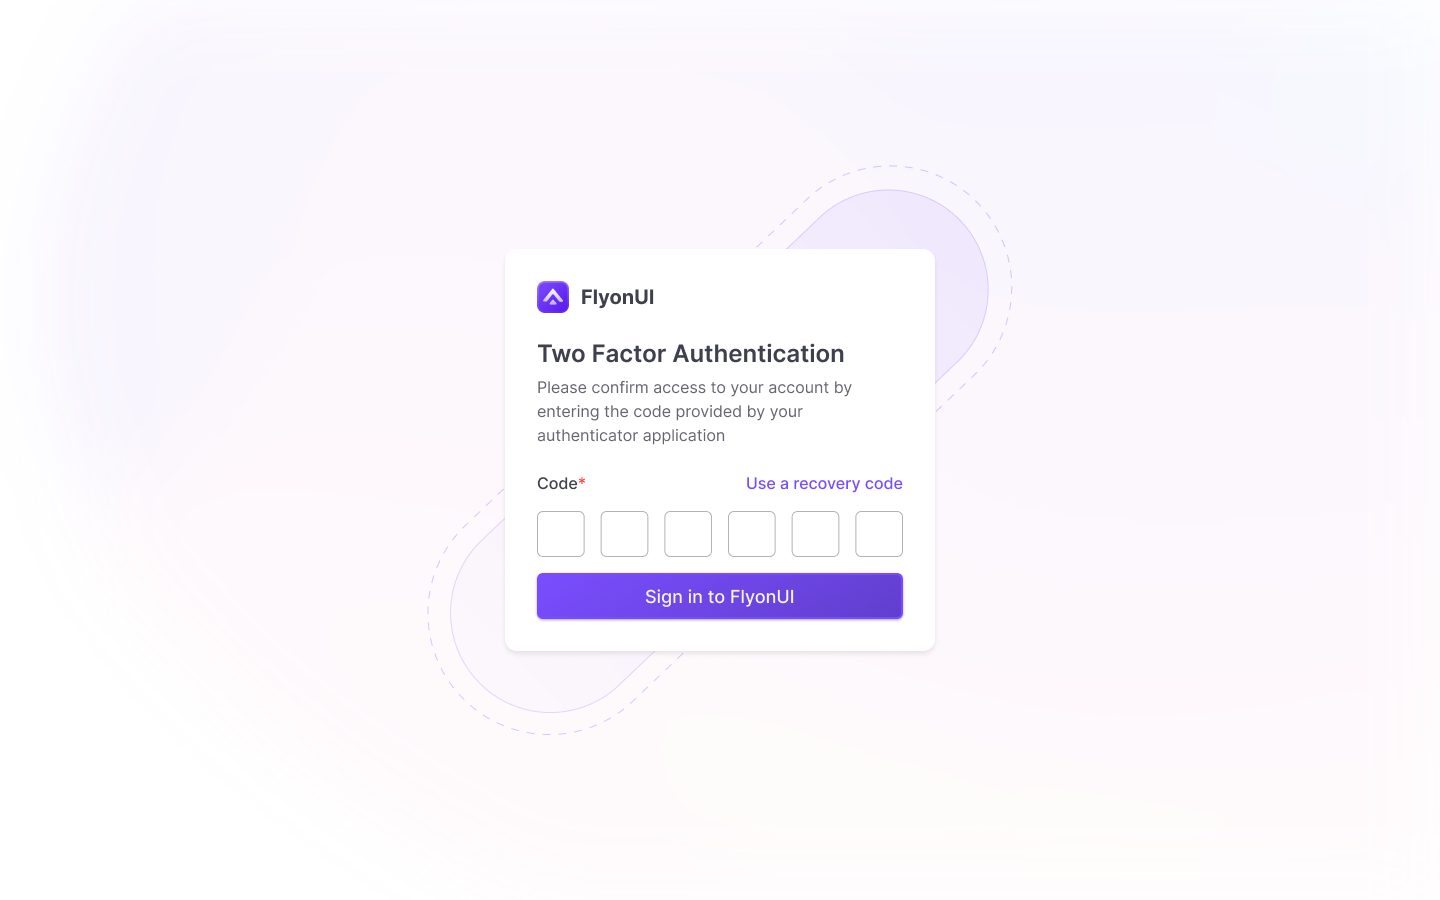 FlyonUI
Two Factor Authentication
Please confirm access to your account by
entering the code provided by your
authenticator application
Code*
Use a recovery code
Sign in to FlyonUI